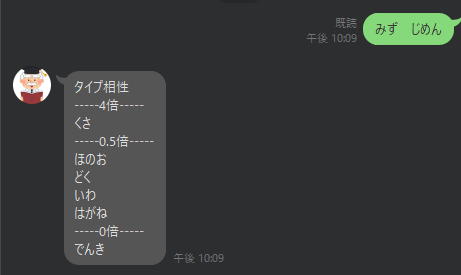 既読
午後 10:09
みず　じめん
タイプ相性
-----4倍-----
くさ
-----0.5倍-----
ほのお
どく
いわ
はがね
-----0倍-----
でんき
午後 10:09